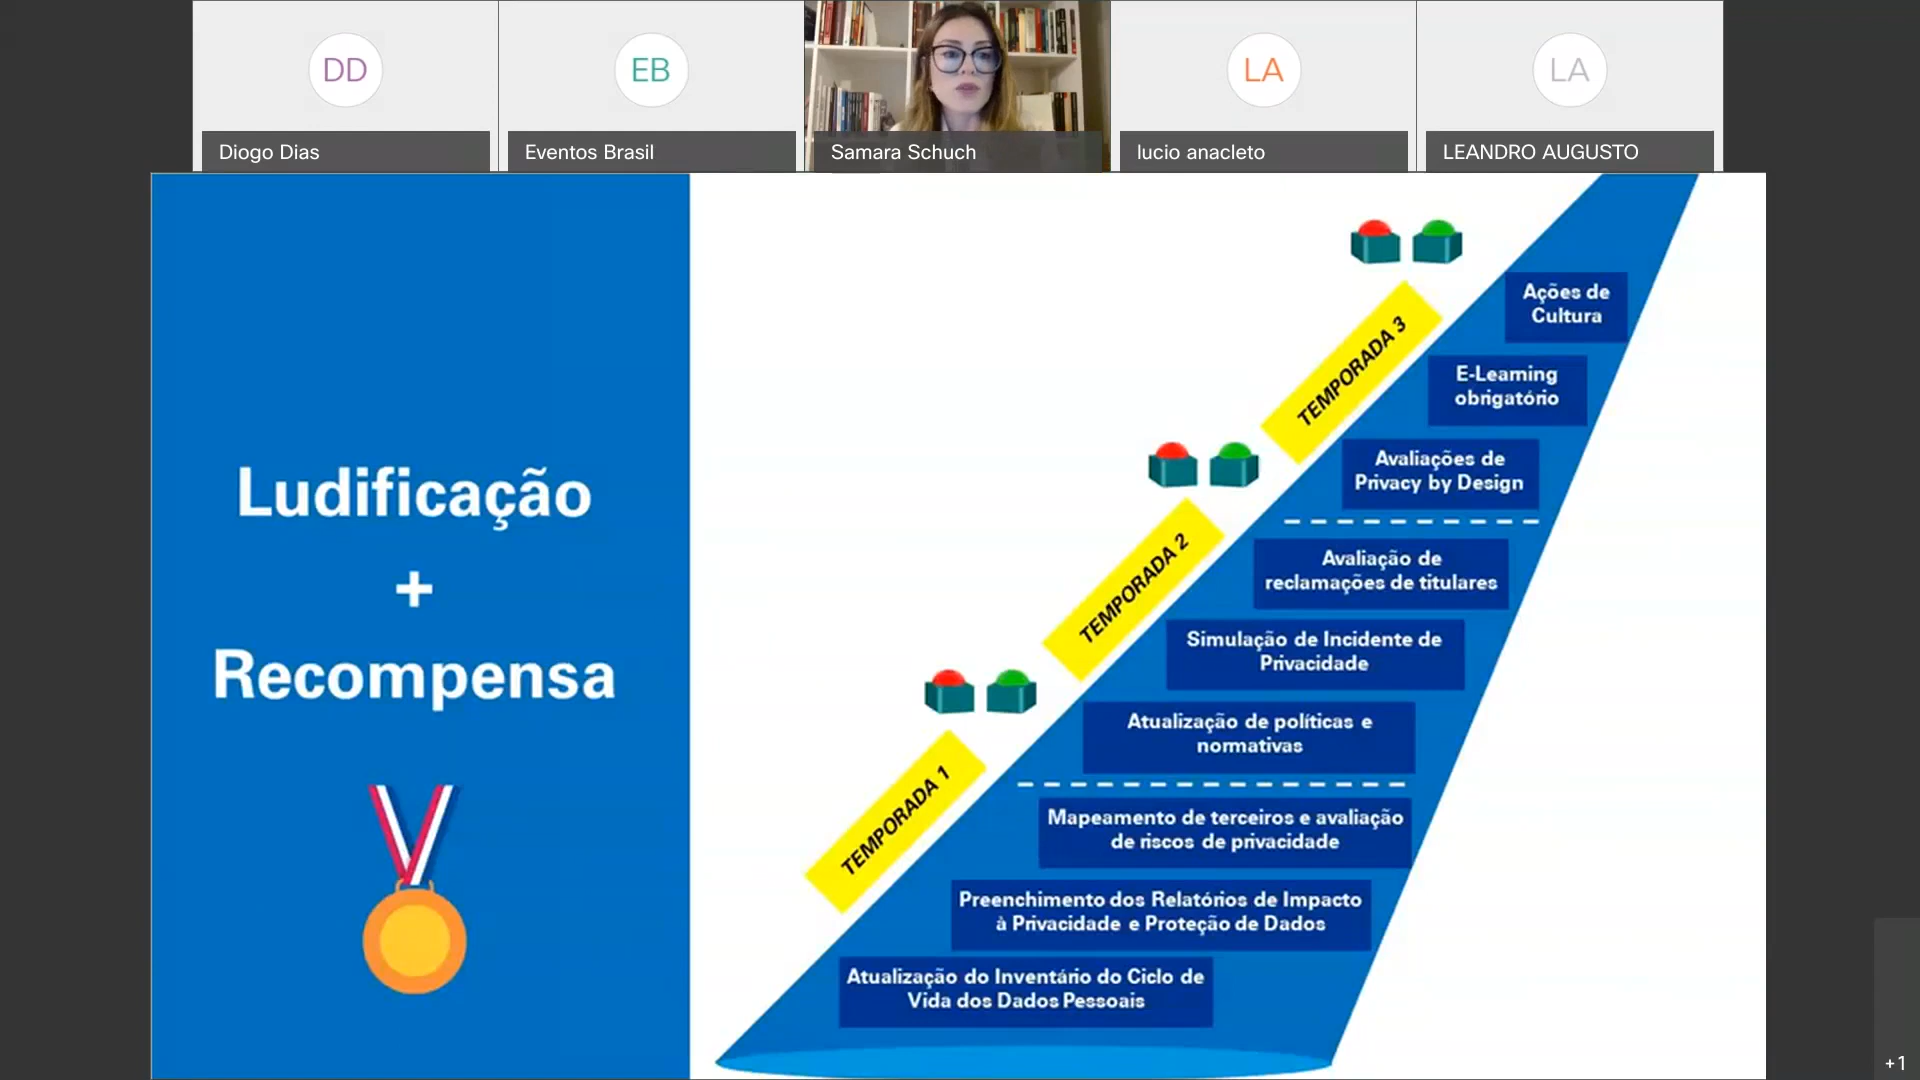 DD
EB
LA
LA
Diogo Dias
Eventos Brasil
Samara Schuch
lucio anacleto
LEANDRO AUGUSTO
Ludificação
+
Recompensa
TEMPORADA 3
TEMPORADA 2
TEMPORADA 1
Ações de
Cultura
E-Learning
obrigatório
Avaliações de
Privacy by Design
Avaliação de
reclamações de titulares
Simulação de Incidente de
Privacidade
Atualização de políticas e
normativas
Mapeamento de terceiros e avaliação
de riscos de privacidade
Preenchimento dos Relatórios de Impacto
à Privacidade e Proteção de Dados
Atualização do Inventário do Ciclo de
Vida dos Dados Pessoais
+1